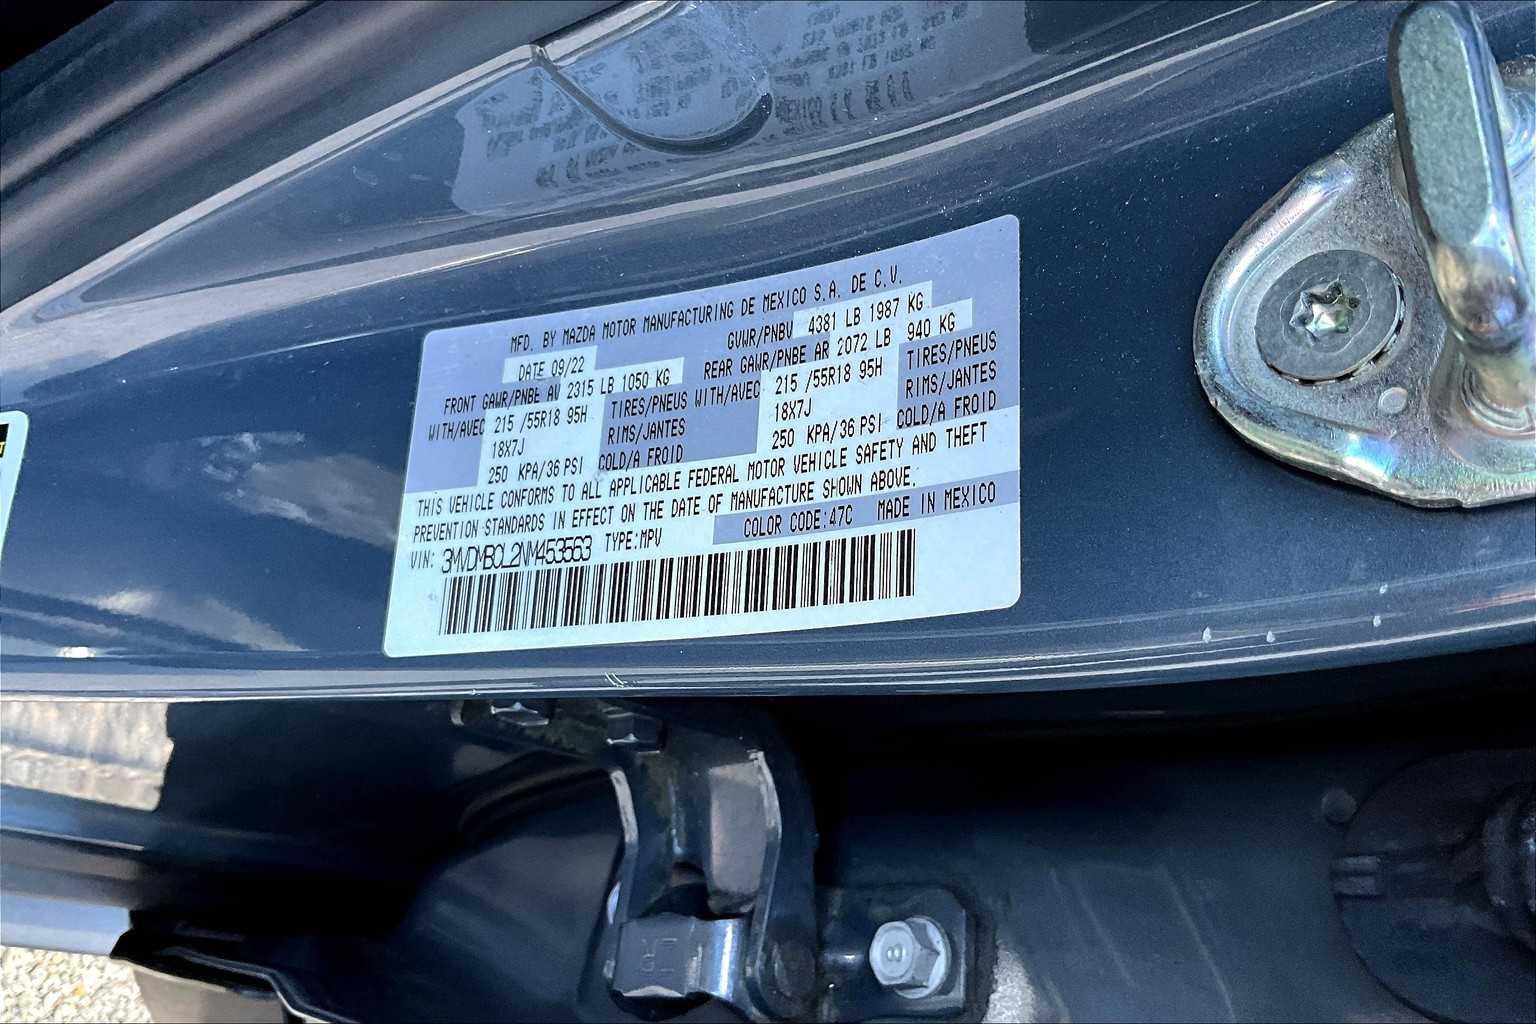 MFD. BY MAZDA MOTOR MANUFACTURING DE MEXICO S.A. DE C.V.
DATE 09/22 GVWR/PNBV 4381 LB 1987 KG
FRONT GAWR/PNBE AV 2315 LB 1050 KG REAR GAWR/PNBE AR 2072 LB 940 KG
WITH/AVEC 215 /55R18 95H TIRES/PNEUS WITH/AVEC 215 /55R18 95H TIRES/PNEUS
18X7J RIMS/JANTES 18X7J RIMS/JANTES
250 KPA/36 PSI COLD/A FROID 250 KPA/36 PSI COLD/A FROID
THIS VEHICLE CONFORMS TO ALL APPLICABLE FEDERAL MOTOR VEHICLE SAFETY AND THEFT
PREVENTION STANDARDS IN EFFECT ON THE DATE OF MANUFACTURE SHOWN ABOVE.
COLOR CODE:47C MADE IN MEXICO
VIN: 3MVDMBCL2NM453563 TYPE:MPV